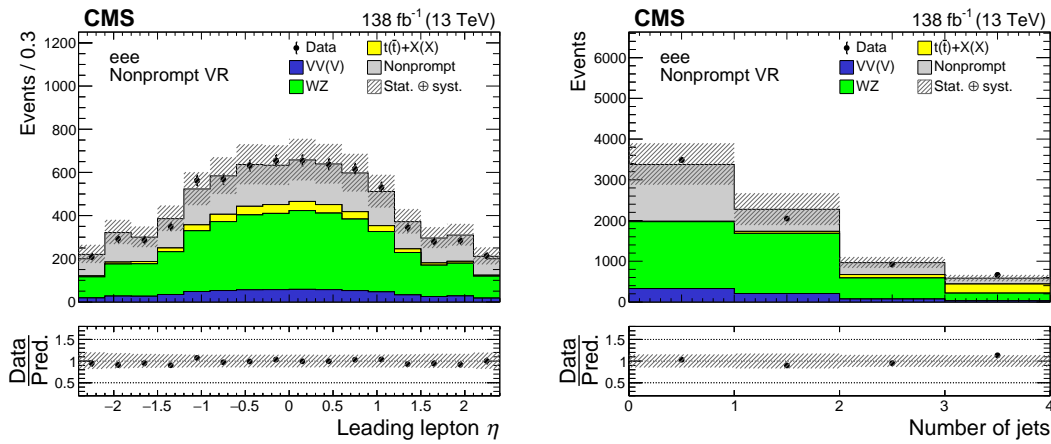 CMS 138 fb⁻¹ (13 TeV)
Events / 0.3
1200
1000
800
600
400
200
0
eee
Nonprompt VR
Data
t(t̄)+X(X)
VV(V)
Nonprompt
WZ
Stat. ⊕ syst.
Data
Pred.
1.5
1
0.5
−2 −1.5 −1 −0.5 0 0.5 1 1.5 2
Leading lepton η
CMS 138 fb⁻¹ (13 TeV)
Events
6000
5000
4000
3000
2000
1000
0
eee
Nonprompt VR
Data
t(t̄)+X(X)
VV(V)
Nonprompt
WZ
Stat. ⊕ syst.
Data
Pred.
1.5
1
0.5
0 1 2 3 4
Number of jets